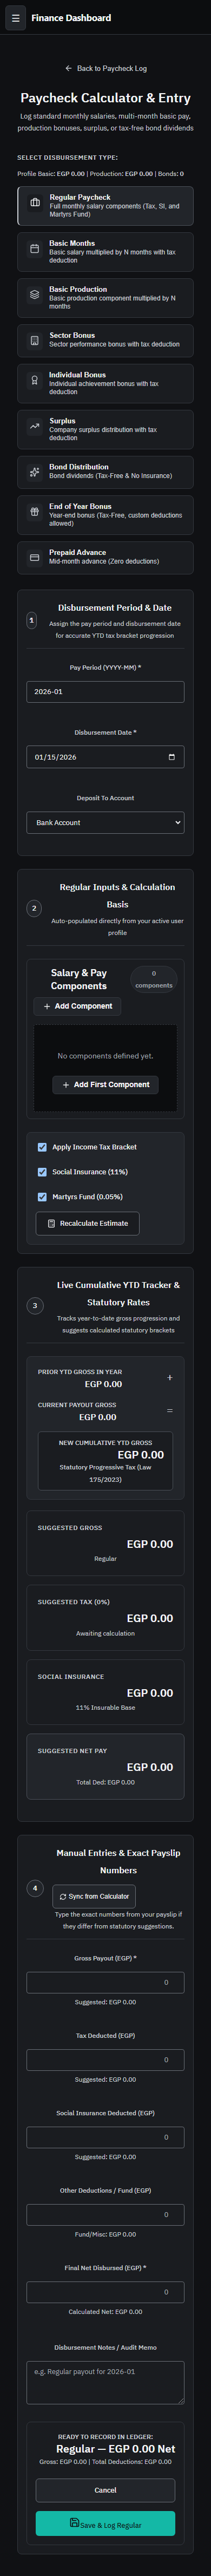 Finance Dashboard
Back to Paycheck Log
Paycheck Calculator & Entry
Log standard monthly salaries, multi-month basic pay,
production bonuses, surplus, or tax-free bond dividends
SELECT DISBURSEMENT TYPE:
Profile Basic: EGP 0.00 | Production: EGP 0.00 | Bonds: 0
Regular Paycheck
Full monthly salary components (Tax, SI, and
Martyrs Fund)
Basic Months
Basic salary multiplied by N months with tax
deduction
Basic Production
Basic production component multiplied by N
months
Sector Bonus
Sector performance bonus with tax deduction
Individual Bonus
Individual achievement bonus with tax
deduction
Surplus
Company surplus distribution with tax
deduction
Bond Distribution
Bond dividends (Tax-Free & No Insurance)
End of Year Bonus
Year-end bonus (Tax-Free, custom deductions
allowed)
Prepaid Advance
Mid-month advance (Zero deductions)
1
Disbursement Period & Date
Assign the pay period and disbursement date
for accurate YTD tax bracket progression
Pay Period (YYYY-MM) *
2026-01
Disbursement Date *
01/15/2026
Deposit To Account
Bank Account
2
Regular Inputs & Calculation
Basis
Auto-populated directly from your active user
profile
Salary & Pay
Components
0
components
+ Add Component
No components defined yet.
+ Add First Component
Apply Income Tax Bracket
Social Insurance (11%)
Martyrs Fund (0.05%)
Recalculate Estimate
3
Live Cumulative YTD Tracker &
Statutory Rates
Tracks year-to-date gross progression and
suggests calculated statutory brackets
PRIOR YTD GROSS IN YEAR
EGP 0.00
+
CURRENT PAYOUT GROSS
EGP 0.00
=
NEW CUMULATIVE YTD GROSS
EGP 0.00
Statutory Progressive Tax (Law
175/2023)
SUGGESTED GROSS
EGP 0.00
Regular
SUGGESTED TAX (0%)
EGP 0.00
Awaiting calculation
SOCIAL INSURANCE
EGP 0.00
11% Insurable Base
SUGGESTED NET PAY
EGP 0.00
Total Ded: EGP 0.00
4
Manual Entries & Exact Payslip
Numbers
Sync from Calculator
Type the exact numbers from your payslip if
they differ from statutory suggestions.
Gross Payout (EGP) *
0
Suggested: EGP 0.00
Tax Deducted (EGP)
0
Suggested: EGP 0.00
Social Insurance Deducted (EGP)
0
Suggested: EGP 0.00
Other Deductions / Fund (EGP)
0
Fund/Misc: EGP 0.00
Final Net Disbursed (EGP) *
0
Calculated Net: EGP 0.00
Disbursement Notes / Audit Memo
e.g. Regular payout for 2026-01
READY TO RECORD IN LEDGER:
Regular — EGP 0.00 Net
Gross: EGP 0.00 | Total Deductions: EGP 0.00
Cancel
Save & Log Regular